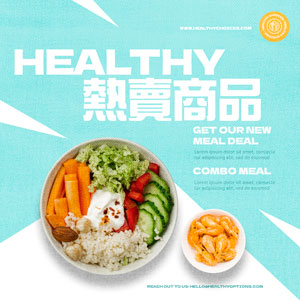 WWW.HEALTHYOPTIONS.COM
HEALTHY
熱賣商品
GET OUR NEW
MEAL DEAL
COMBO MEAL
REACH OUT TO US: HELLO@HEALTHYOPTIONS.COM